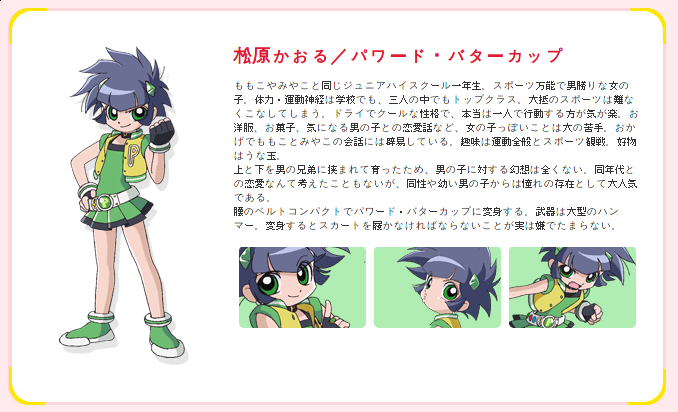 松原かおる／パワード・バターカップ
ももこやみやこと同じジュニアハイスクール一年生。スポーツ万能で男勝りな女の
子。体力・運動神経は学校でも、三人の中でもトップクラス。大抵のスポーツは難な
くこなしてしまう。ドライでクールな性格で、本当は一人で行動する方が気が楽。お
洋服、お菓子、気になる男の子との恋愛話など、女の子っぽいことは大の苦手。おか
げでももことみやこの会話には辟易している。趣味は運動全般とスポーツ観戦。好物
はうな玉。
上と下を男の兄弟に挟まれて育ったため、男の子に対する幻想は全くない。同年代と
の恋愛なんて考えたこともないが、同性や幼い男の子からは憧れの存在として大人気
である。
腰のベルトコンパクトでパワード・バターカップに変身する。武器は大型のハン
マー。変身するとスカートを履かなければならないことが実は嫌でたまらない。
P